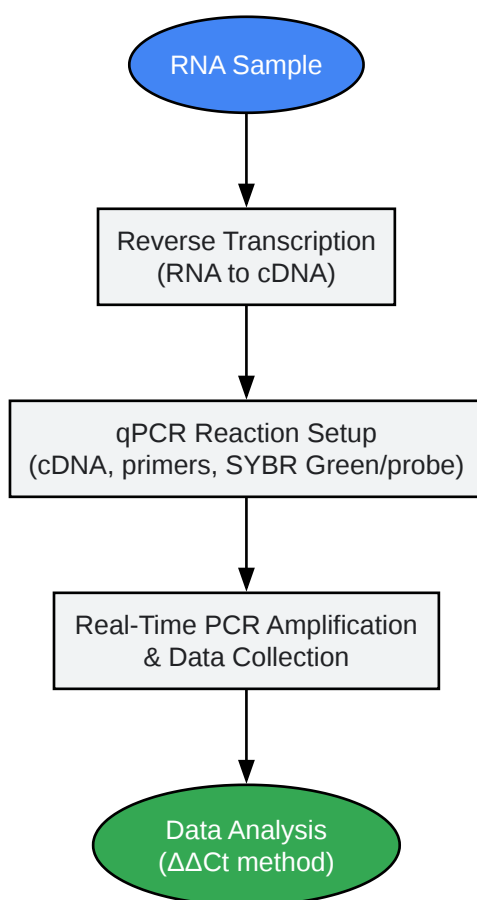 RNA Sample
Reverse Transcription
(RNA to cDNA)
qPCR Reaction Setup
(cDNA, primers, SYBR Green/probe)
Real-Time PCR Amplification
& Data Collection
Data Analysis
(ΔΔCt method)